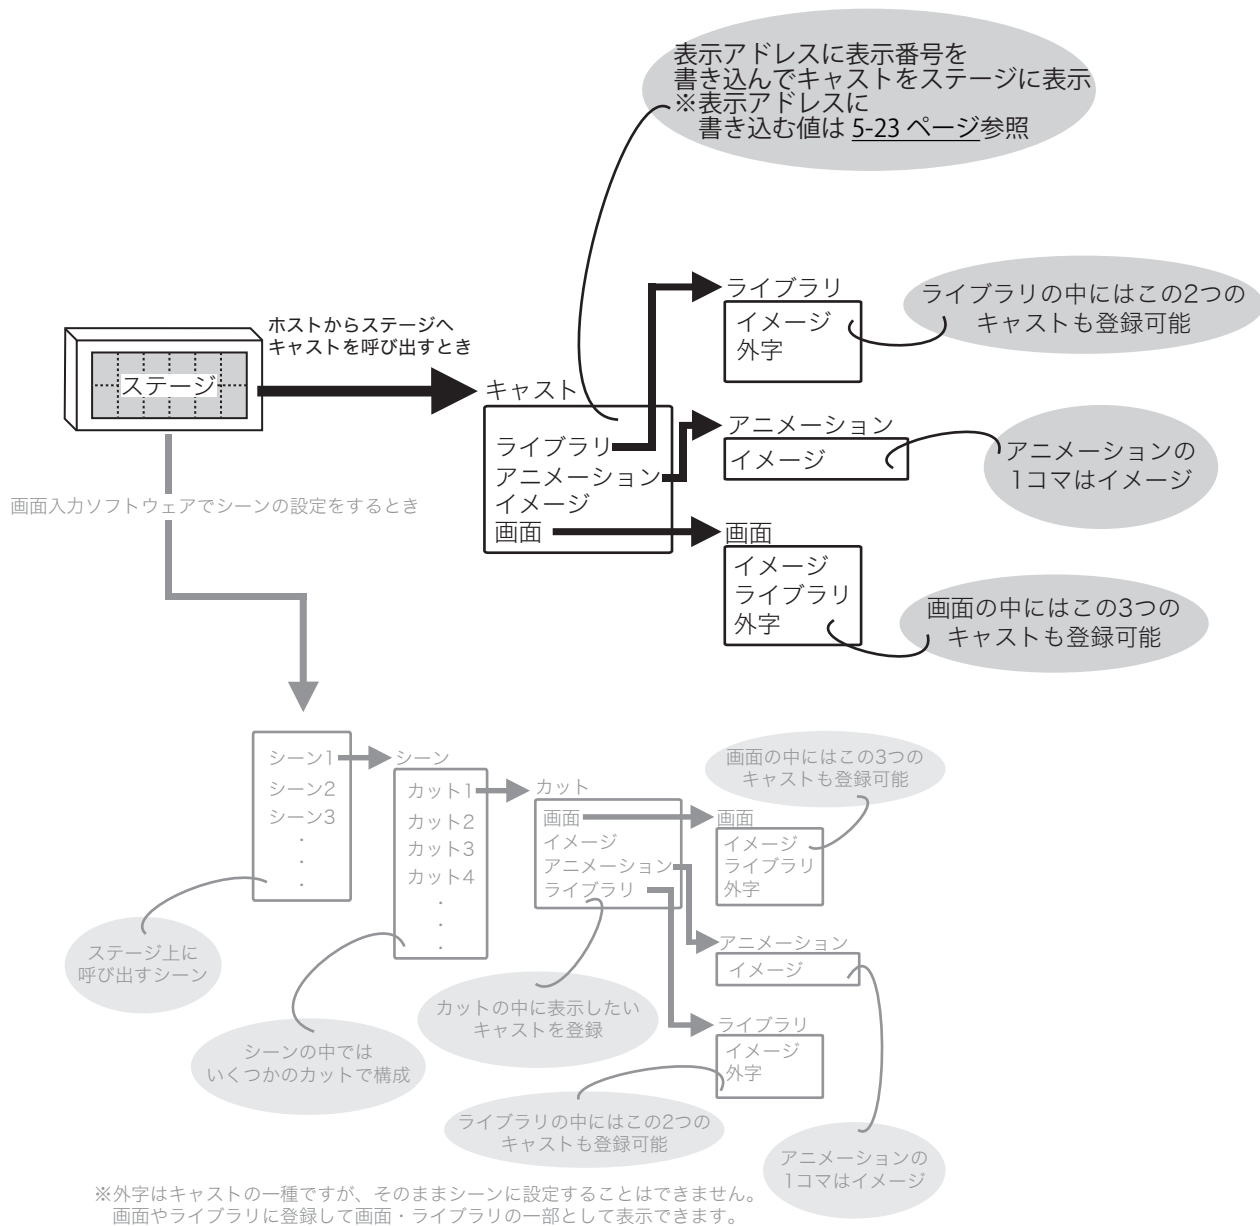 表示アドレスに表示番号を
書き込んでキャストをステージに表示
※表示アドレスに
書き込む値は 5-23 ページ参照
ホストからステージへ
キャストを呼び出すとき
ステージ
キャスト
ライブラリ
アニメーション
イメージ
画面
ライブラリ
イメージ
外字
ライブラリの中にはこの2つの
キャストも登録可能
アニメーション
イメージ
アニメーションの
1コマはイメージ
画面
イメージ
ライブラリ
外字
画面の中にはこの3つの
キャストも登録可能
画面入力ソフトウェアでシーンの設定をするとき
シーン1
シーン2
シーン3
・
・
・
ステージ上に
呼び出すシーン
シーン
カット1
カット2
カット3
カット4
・
・
・
シーンの中では
いくつかのカットで構成
カット
画面
イメージ
アニメーション
ライブラリ
カットの中に表示したい
キャストを登録
画面の中にはこの3つの
キャストも登録可能
画面
イメージ
ライブラリ
外字
アニメーション
イメージ
ライブラリ
イメージ
外字
ライブラリの中にはこの2つの
キャストも登録可能
アニメーションの
1コマはイメージ
※外字はキャストの一種ですが、そのままシーンに設定することはできません。
画面やライブラリに登録して画面・ライブラリの一部として表示できます。